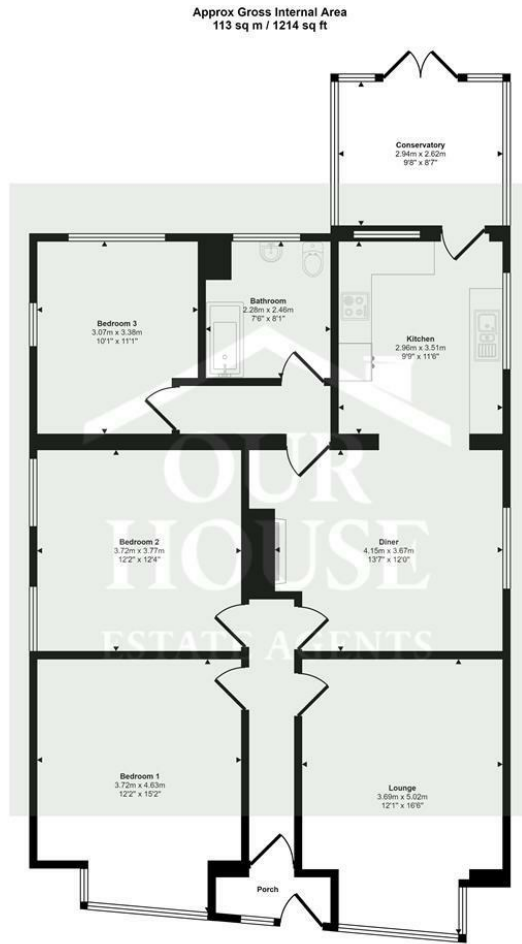 Approx Gross Internal Area
113 sq m / 1214 sq ft
Conservatory
2.94m x 2.62m
9'8" x 8'7"
Bedroom 3
3.07m x 3.38m
10'1" x 11'1"
Bathroom
2.28m x 2.46m
7'6" x 8'1"
Kitchen
2.96m x 3.51m
9'9" x 11'6"
OUR
HOUSE
ESTATE AGENTS
Bedroom 2
3.72m x 3.77m
12'2" x 12'4"
Diner
4.15m x 3.67m
13'7" x 12'0"
Bedroom 1
3.72m x 4.63m
12'2" x 15'2"
Lounge
3.69m x 5.02m
12'1" x 16'6"
Porch